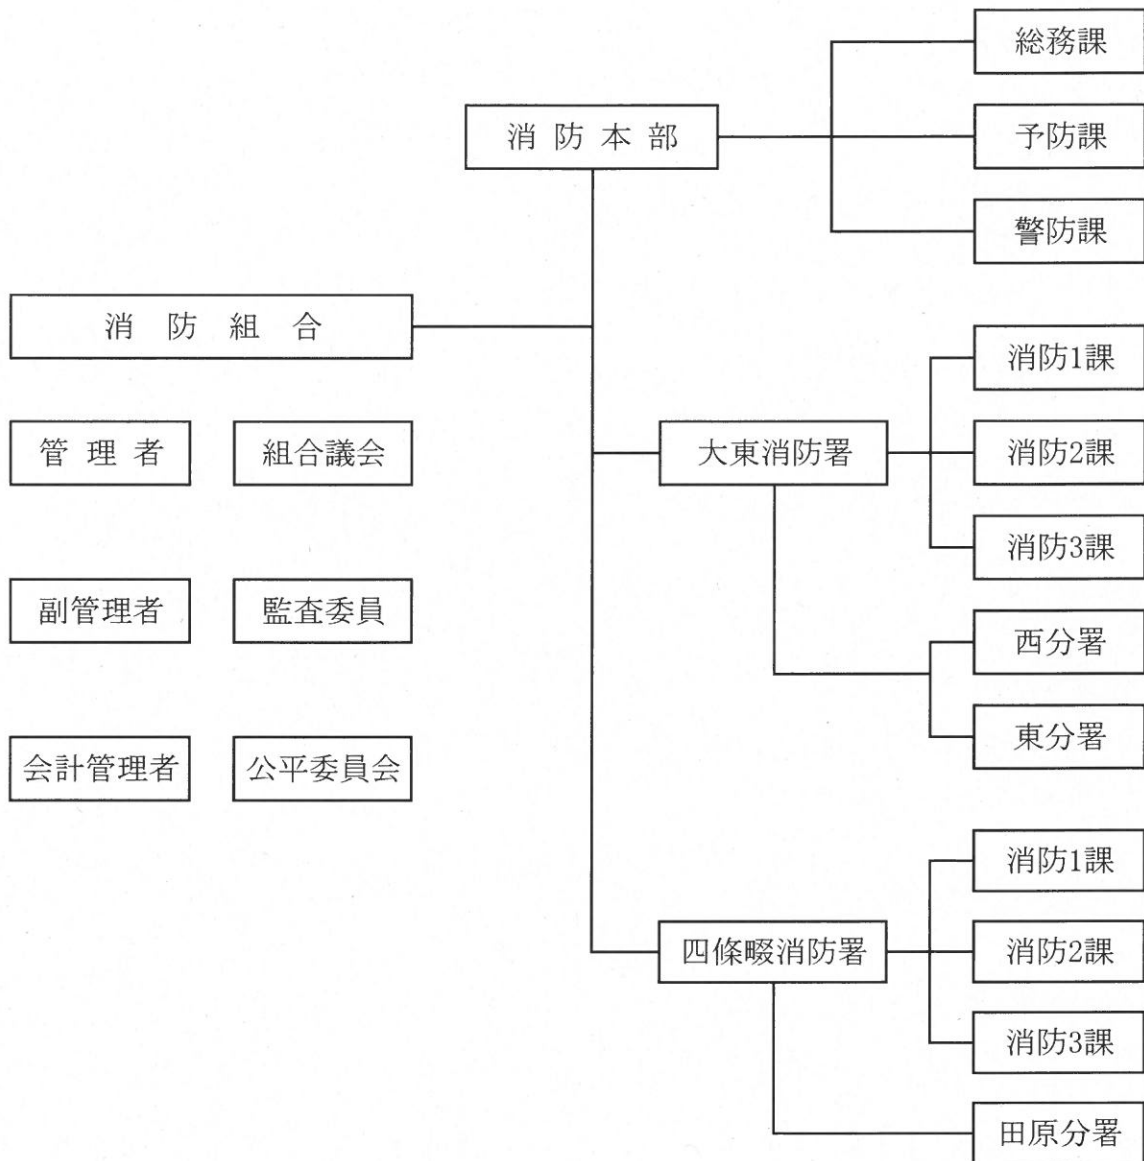 総務課
消防本部
予防課
警防課
消防組合
消防1課
管理者
組合議会
大東消防署
消防2課
消防3課
副管理者
監査委員
西分署
東分署
会計管理者
公平委員会
消防1課
四條畷消防署
消防2課
消防3課
田原分署